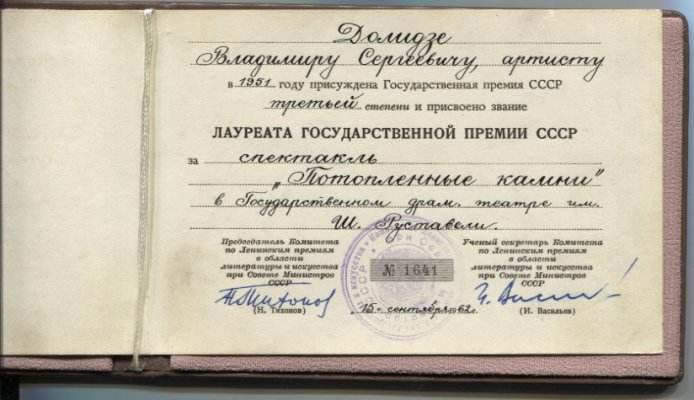 Долидзе
Владимиру Сергеевичу, артисту
в 1951 году присуждена Государственная премия СССР
третьей степени и присвоено звание
ЛАУРЕАТА ГОСУДАРСТВЕННОЙ ПРЕМИИ СССР
за спектакль
„Потопленные камни"
в Государственном драм. театре им.
Ш. Руставели.
Председатель Комитета
по Ленинским премиям
в области
литературы и искусства
при Совете Министров
СССР
(Н. Тихонов)
№ 1641
15 сентября 1962 г.
Ученый секретарь Комитета
по Ленинским премиям
в области
литературы и искусства
при Совете Министров
СССР
(И. Васильев)